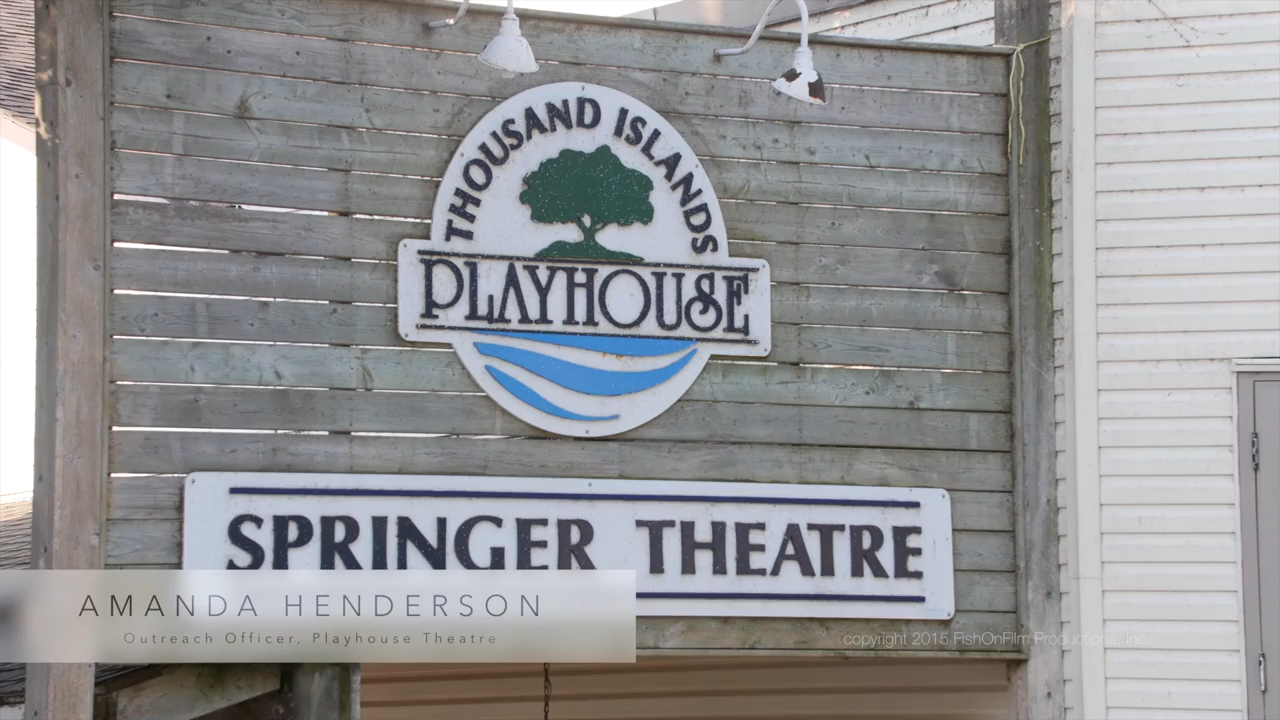 THOUSAND ISLANDS
PLAYHOUSE
SPRINGER THEATRE
AMANDA HENDERSON
Outreach Officer, Playhouse Theatre
copyright 2015 FishOnFilm Productions, Inc.